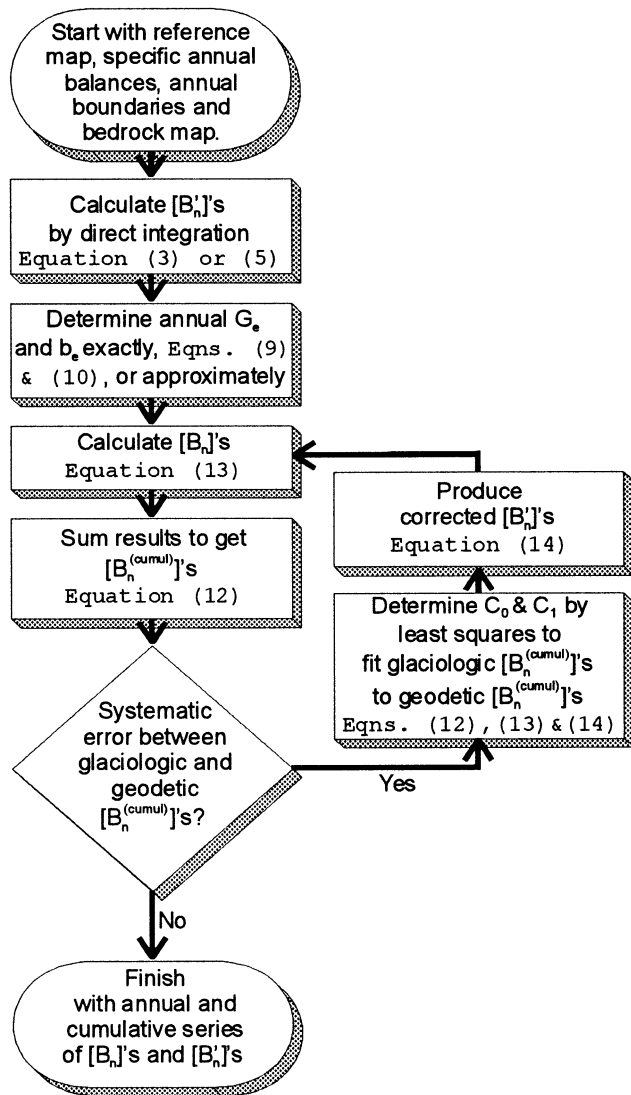 Start with reference
map, specific annual
balances, annual
boundaries and
bedrock map.
Calculate [B'n]'s
by direct integration
Equation (3) or (5)
Determine annual Ge
and be exactly, Eqns. (9)
& (10), or approximately
Calculate [Bn]'s
Equation (13)
Sum results to get
[Bn(cumul)]'s
Equation (12)
Systematic
error between
glaciologic and
geodetic
[Bn(cumul)]'s?
Yes
Determine C0 & C1 by
least squares to
fit glaciologic [Bn(cumul)]'s
to geodetic [Bn(cumul)]'s
Eqns. (12), (13) & (14)
Produce
corrected [B'n]'s
Equation (14)
No
Finish
with annual and
cumulative series
of [Bn]'s and [B'n]'s